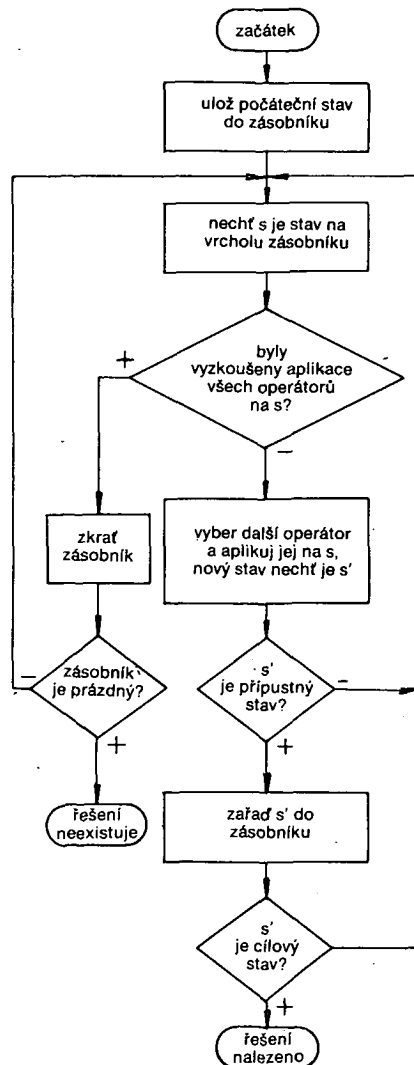 začátek
ulož počáteční stav
do zásobníku
nechť s je stav na
vrcholu zásobníku
+
byly
vyzkoušeny aplikace
všech operátorů
na s?
–
zkrať
zásobník
vyber další operátor
a aplikuj jej na s,
nový stav nechť je s'
–
zásobník
je prázdný?
+
s'
je přípustný
stav?
–
+
řešení
neexistuje
zařaď s' do
zásobníku
s'
je cílový
stav?
+
řešení
nalezeno